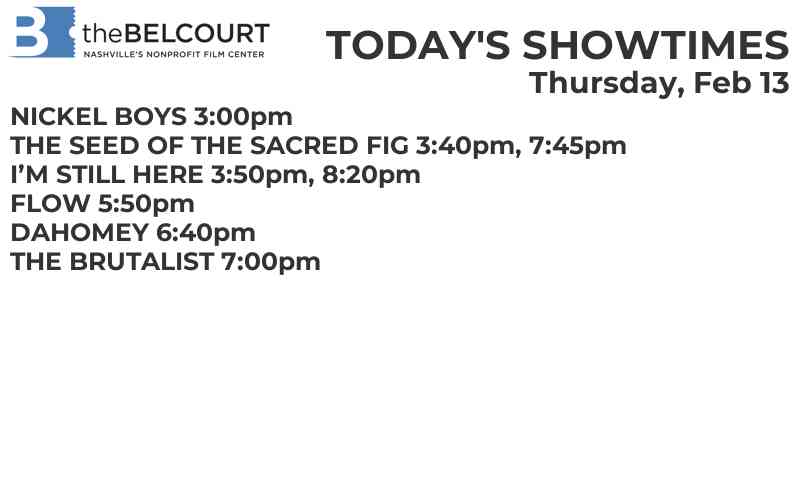 B theBELCOURT
NASHVILLE'S NONPROFIT FILM CENTER
TODAY'S SHOWTIMES
Thursday, Feb 13
NICKEL BOYS 3:00pm
THE SEED OF THE SACRED FIG 3:40pm, 7:45pm
I’M STILL HERE 3:50pm, 8:20pm
FLOW 5:50pm
DAHOMEY 6:40pm
THE BRUTALIST 7:00pm